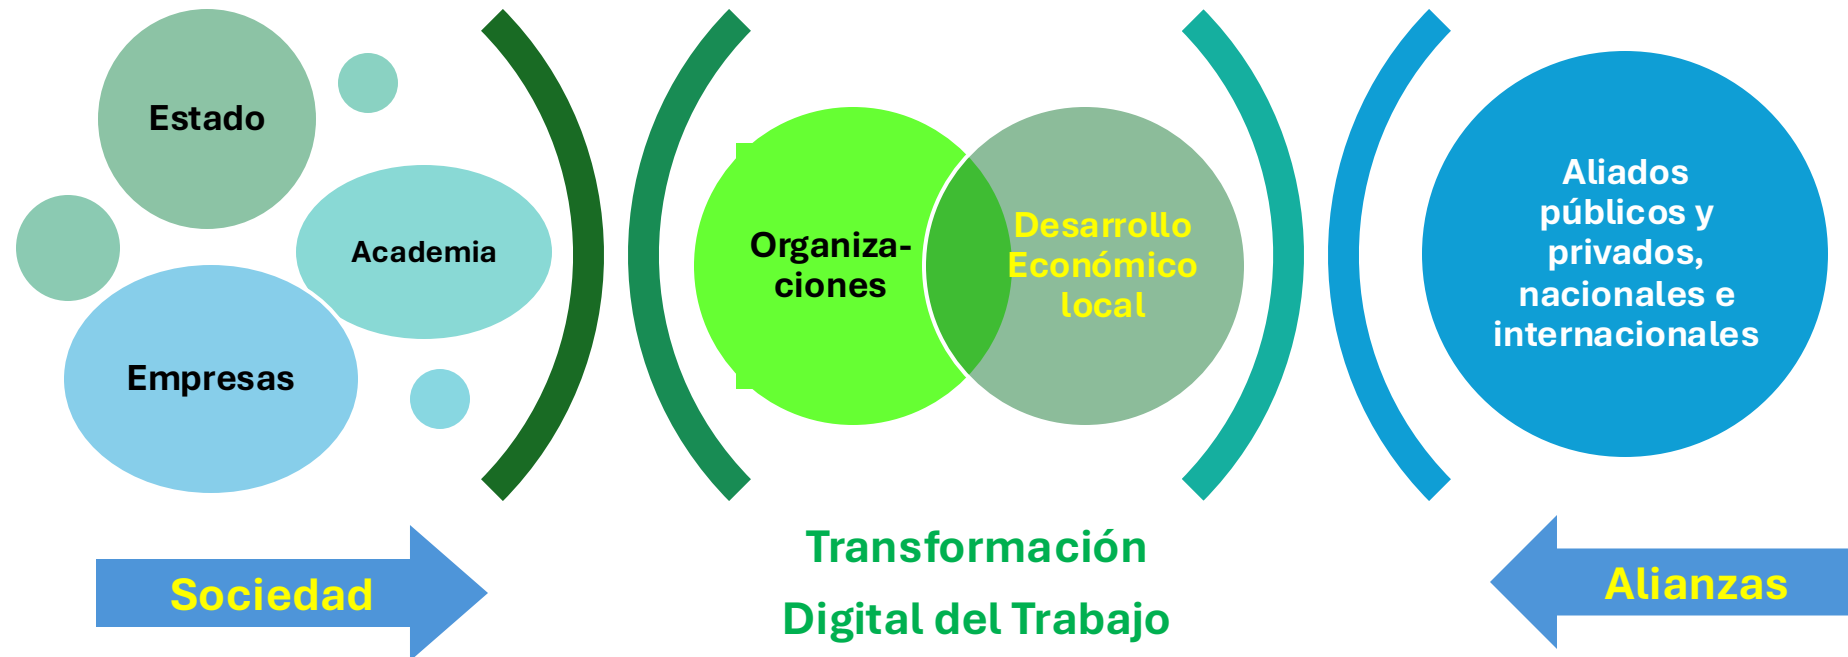 Estado
Academia
Empresas
Organiza-
ciones
Desarrollo
Económico
local
Aliados
públicos y
privados,
nacionales e
internacionales
Sociedad
Transformación
Digital del Trabajo
Alianzas